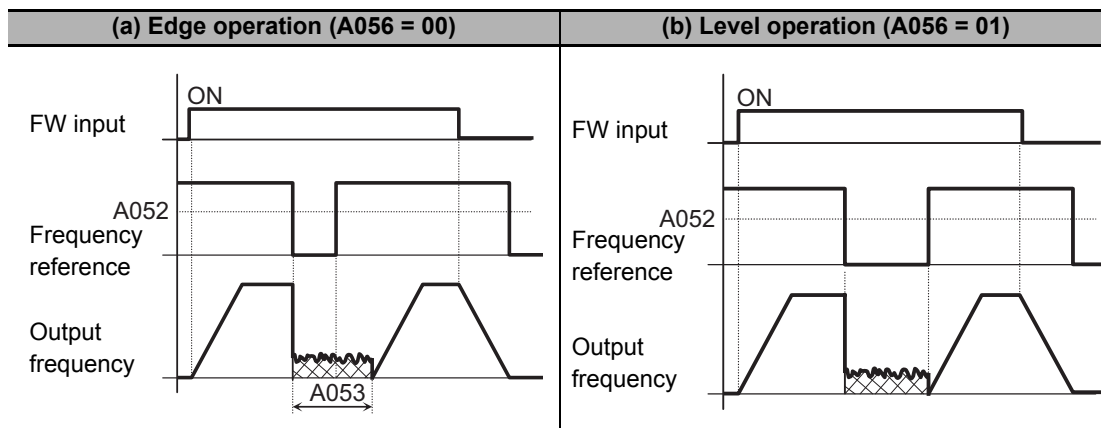 (a) Edge operation (A056 = 00)
(b) Level operation (A056 = 01)
ON
FW input
A052
Frequency
reference
Output
frequency
A053
ON
FW input
A052
Frequency
reference
Output
frequency